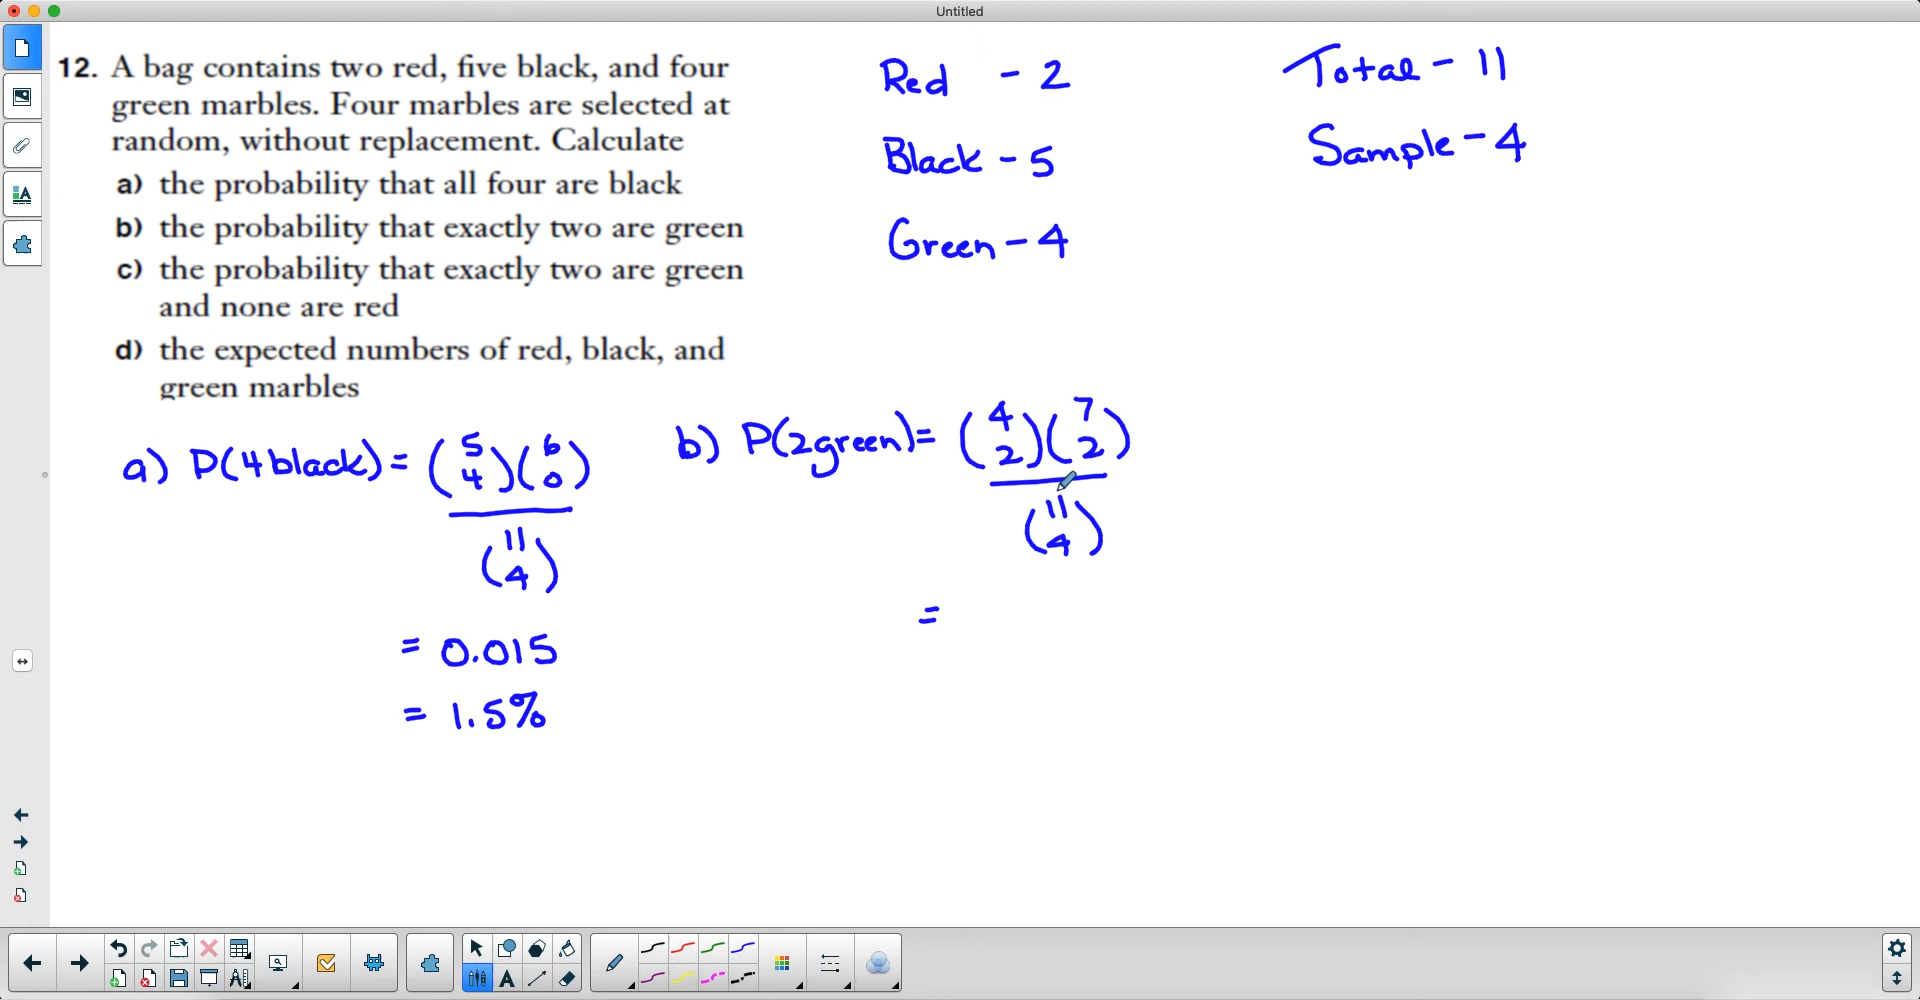 Untitled
12. A bag contains two red, five black, and four
green marbles. Four marbles are selected at
random, without replacement. Calculate
a) the probability that all four are black
b) the probability that exactly two are green
c) the probability that exactly two are green
and none are red
d) the expected numbers of red, black, and
green marbles
Red - 2
Black - 5
Green - 4
Total - 11
Sample - 4
a) P(4 black) = (5 4)(6 0)
(11 4)
= 0.015
= 1.5%
b) P(2 green) = (4 2)(7 2)
(11 4)
=